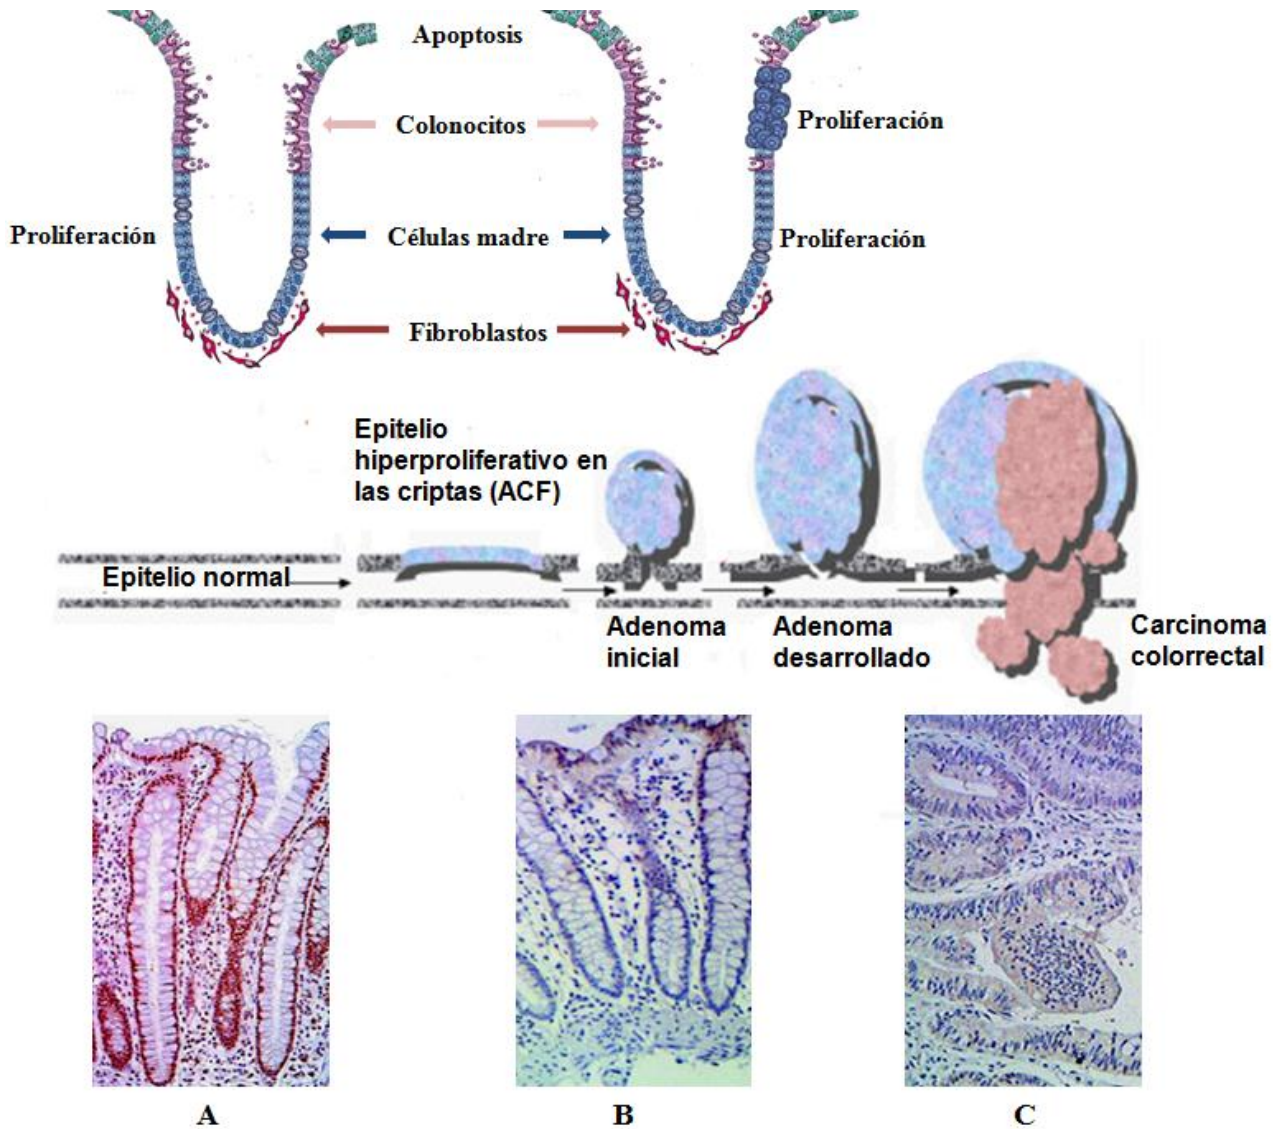 Apoptosis
Colonocitos
Proliferación
Proliferación
Células madre
Proliferación
Fibroblastos
Epitelio
hiperproliferativo en
las criptas (ACF)
Epitelio normal
Adenoma
inicial
Adenoma
desarrollado
Carcinoma
colorrectal
A
B
C